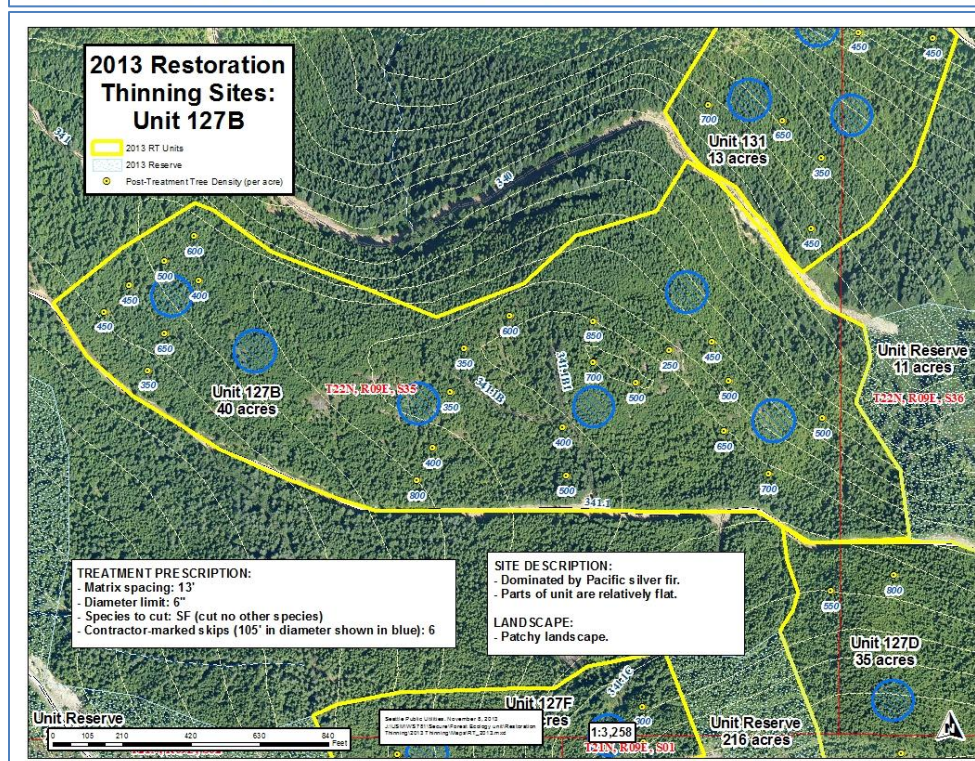 2013 Restoration
Thinning Sites:
Unit 127B
2013 RT Units
2013 Reserve
Post-Treatment Tree Density (per acre)
34.1
340
450
450
700
650
Unit 131
13 acres
350
450
600
500
450
400
450
650
350
Unit 127B
40 acres
T22N, R09E, S35
600
850
350
341.1B
341.1B1
700
250
450
350
500
500
400
400
650
500
800
500
341.1
700
Unit Reserve
11 acres
T22N, R09E, S36
TREATMENT PRESCRIPTION:
- Matrix spacing: 13'
- Diameter limit: 6"
- Species to cut: SF (cut no other species)
- Contractor-marked skips (105' in diameter shown in blue): 6
SITE DESCRIPTION:
- Dominated by Pacific silver fir.
- Parts of unit are relatively flat.
LANDSCAPE:
- Patchy landscape.
800
550
Unit 127D
35 acres
Unit Reserve
0 105 210 420 630 840
Feet
Seattle Public Utilities, November 5, 2013
Unit 127F
acres
300
1:3,258
T21N, R09E, S01
Unit Reserve
216 acres